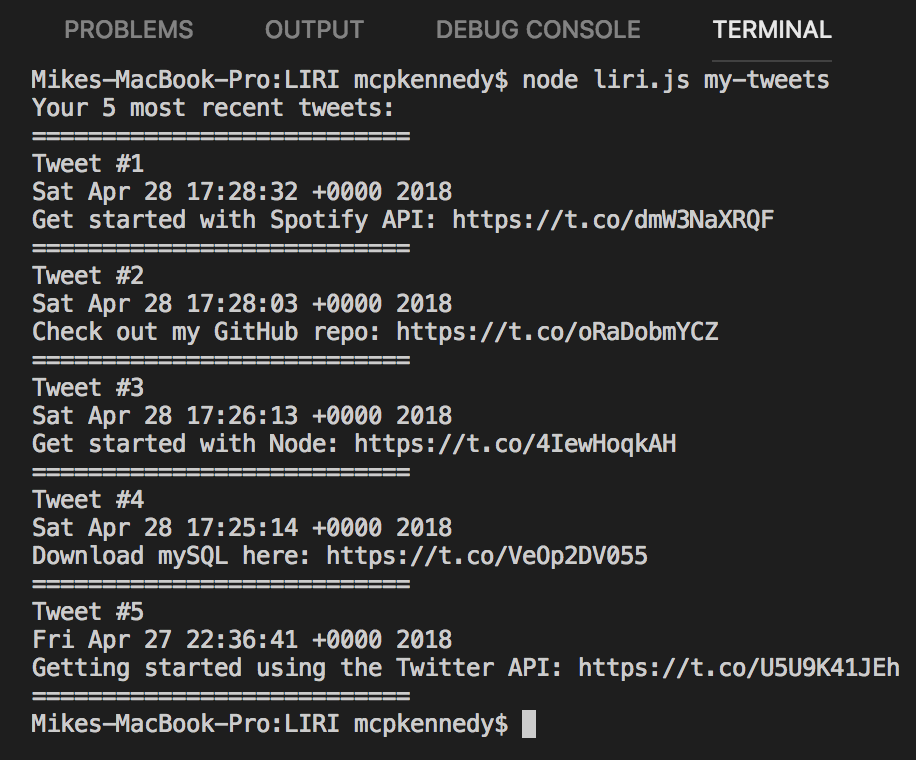 PROBLEMS OUTPUT DEBUG CONSOLE TERMINAL
Mikes-MacBook-Pro:LIRI mcpkennedy$ node liri.js my-tweets
Your 5 most recent tweets:
===========================
Tweet #1
Sat Apr 28 17:28:32 +0000 2018
Get started with Spotify API: https://t.co/dmW3NaXRQF
===========================
Tweet #2
Sat Apr 28 17:28:03 +0000 2018
Check out my GitHub repo: https://t.co/oRaDobmYCZ
===========================
Tweet #3
Sat Apr 28 17:26:13 +0000 2018
Get started with Node: https://t.co/4IewHoqkAH
===========================
Tweet #4
Sat Apr 28 17:25:14 +0000 2018
Download mySQL here: https://t.co/VeOp2DV055
===========================
Tweet #5
Fri Apr 27 22:36:41 +0000 2018
Getting started using the Twitter API: https://t.co/U5U9K41JEh
===========================
Mikes-MacBook-Pro:LIRI mcpkennedy$